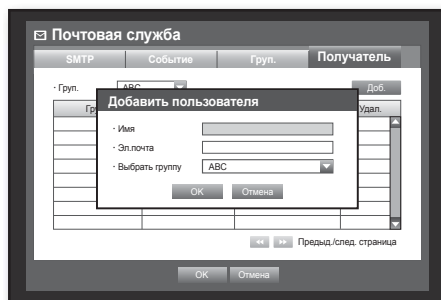 Почтовая служба
SMTP Событие Груп. Получатель
· Груп. ABC Доб.
Удал.
Добавить пользователя
· Имя
· Эл.почта
· Выбрать группу ABC
OK Отмена
Предыд./след. страница
OK Отмена